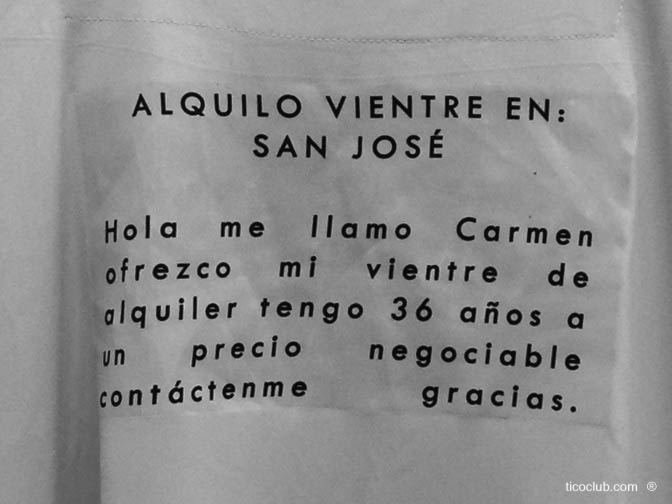 ALQUILO VIENTRE EN:
SAN JOSÉ
Hola me llamo Carmen
ofrezco mi vientre de
alquiler tengo 36 años a
un precio negociable
contáctenme gracias.
ticoclub.com ®